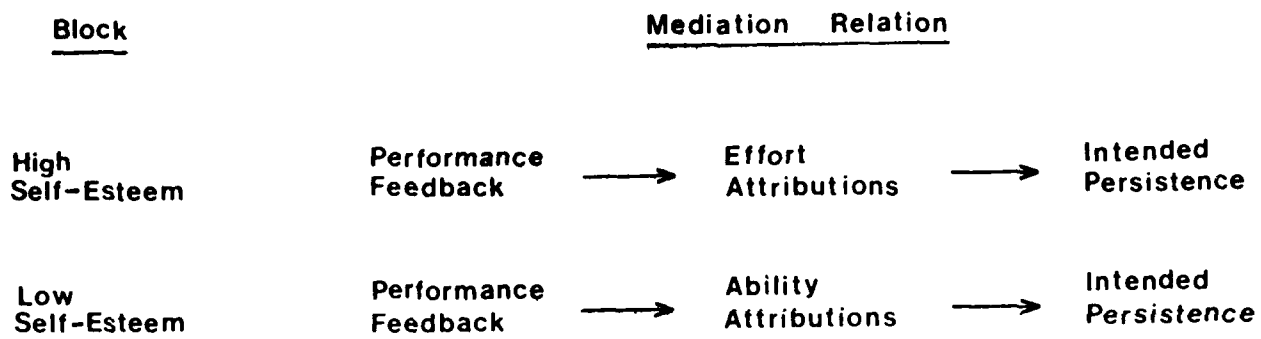 Block Mediation Relation
High Performance Effort Intended
Self-Esteem Feedback Attributions Persistence
Low Performance Ability Intended
Self-Esteem Feedback Attributions Persistence